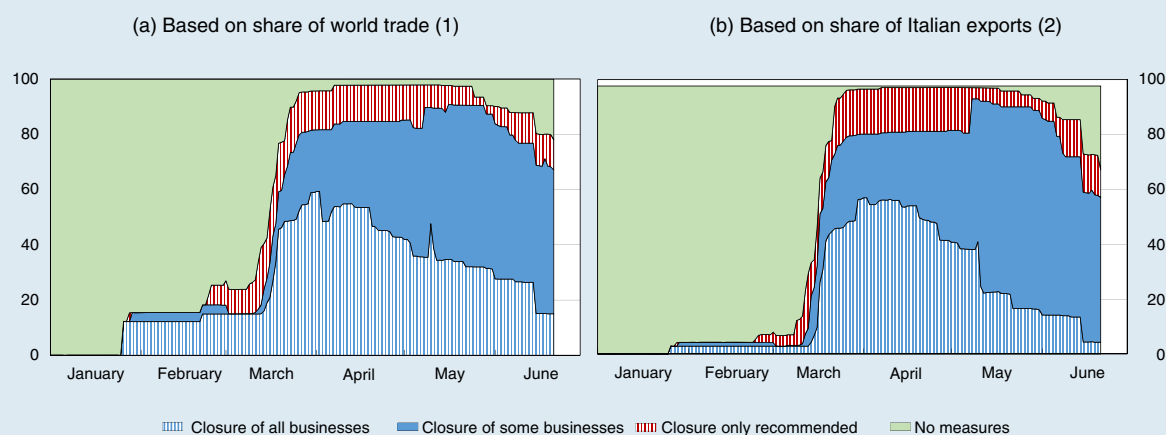 (a) Based on share of world trade (1)
(b) Based on share of Italian exports (2)
100
80
60
40
20
0
January February March April May June
100
80
60
40
20
0
January February March April May June
Closure of all businesses Closure of some businesses Closure only recommended No measures